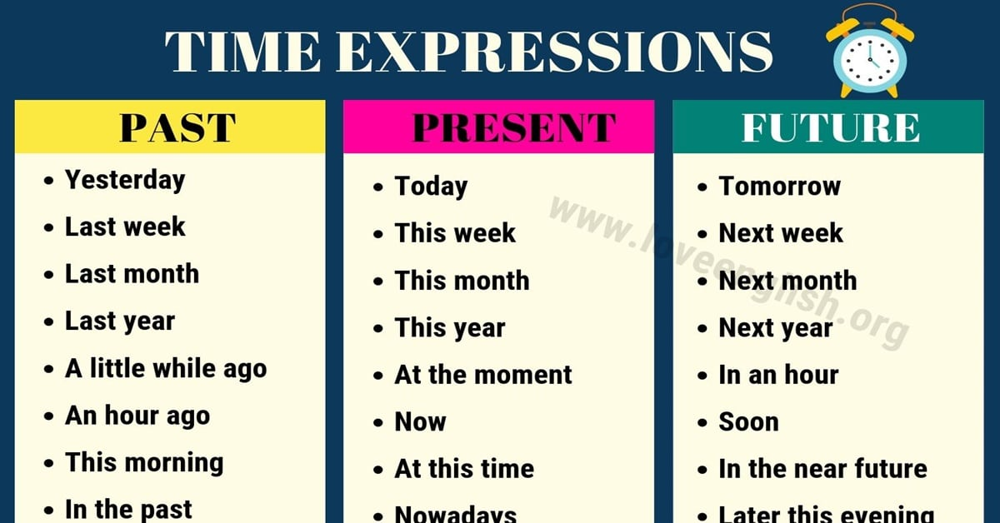 TIME EXPRESSIONS
PAST
Yesterday
Last week
Last month
Last year
A little while ago
An hour ago
This morning
In the past
PRESENT
Today
This week
This month
This year
At the moment
Now
At this time
Nowadays
FUTURE
Tomorrow
Next week
Next month
Next year
In an hour
Soon
In the near future
Later this evening
www.loveenglish.org